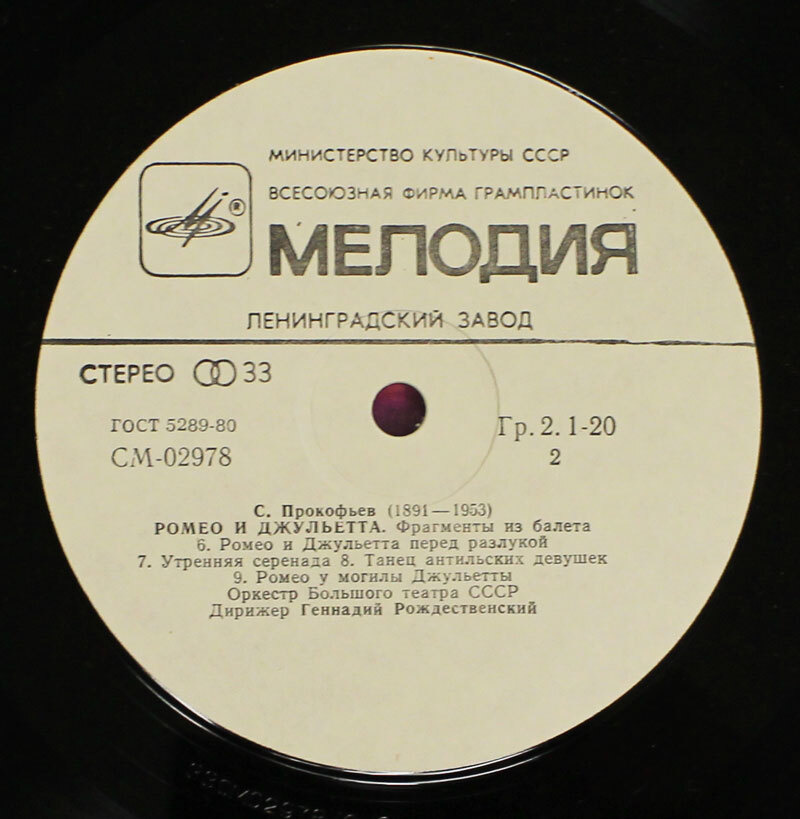 МИНИСТЕРСТВО КУЛЬТУРЫ СССР
ВСЕСОЮЗНАЯ ФИРМА ГРАМПЛАСТИНОК
®
МЕЛОДИЯ
ЛЕНИНГРАДСКИЙ ЗАВОД
СТЕРЕО 33
ГОСТ 5289-80
Гр. 2. 1-20
СМ-02978
2
С. Прокофьев (1891—1953)
РОМЕО И ДЖУЛЬЕТТА. Фрагменты из балета
6. Ромео и Джульетта перед разлукой
7. Утренняя серенада 8. Танец антильских девушек
9. Ромео у могилы Джульетты
Оркестр Большого театра СССР
Дирижер Геннадий Рождественский